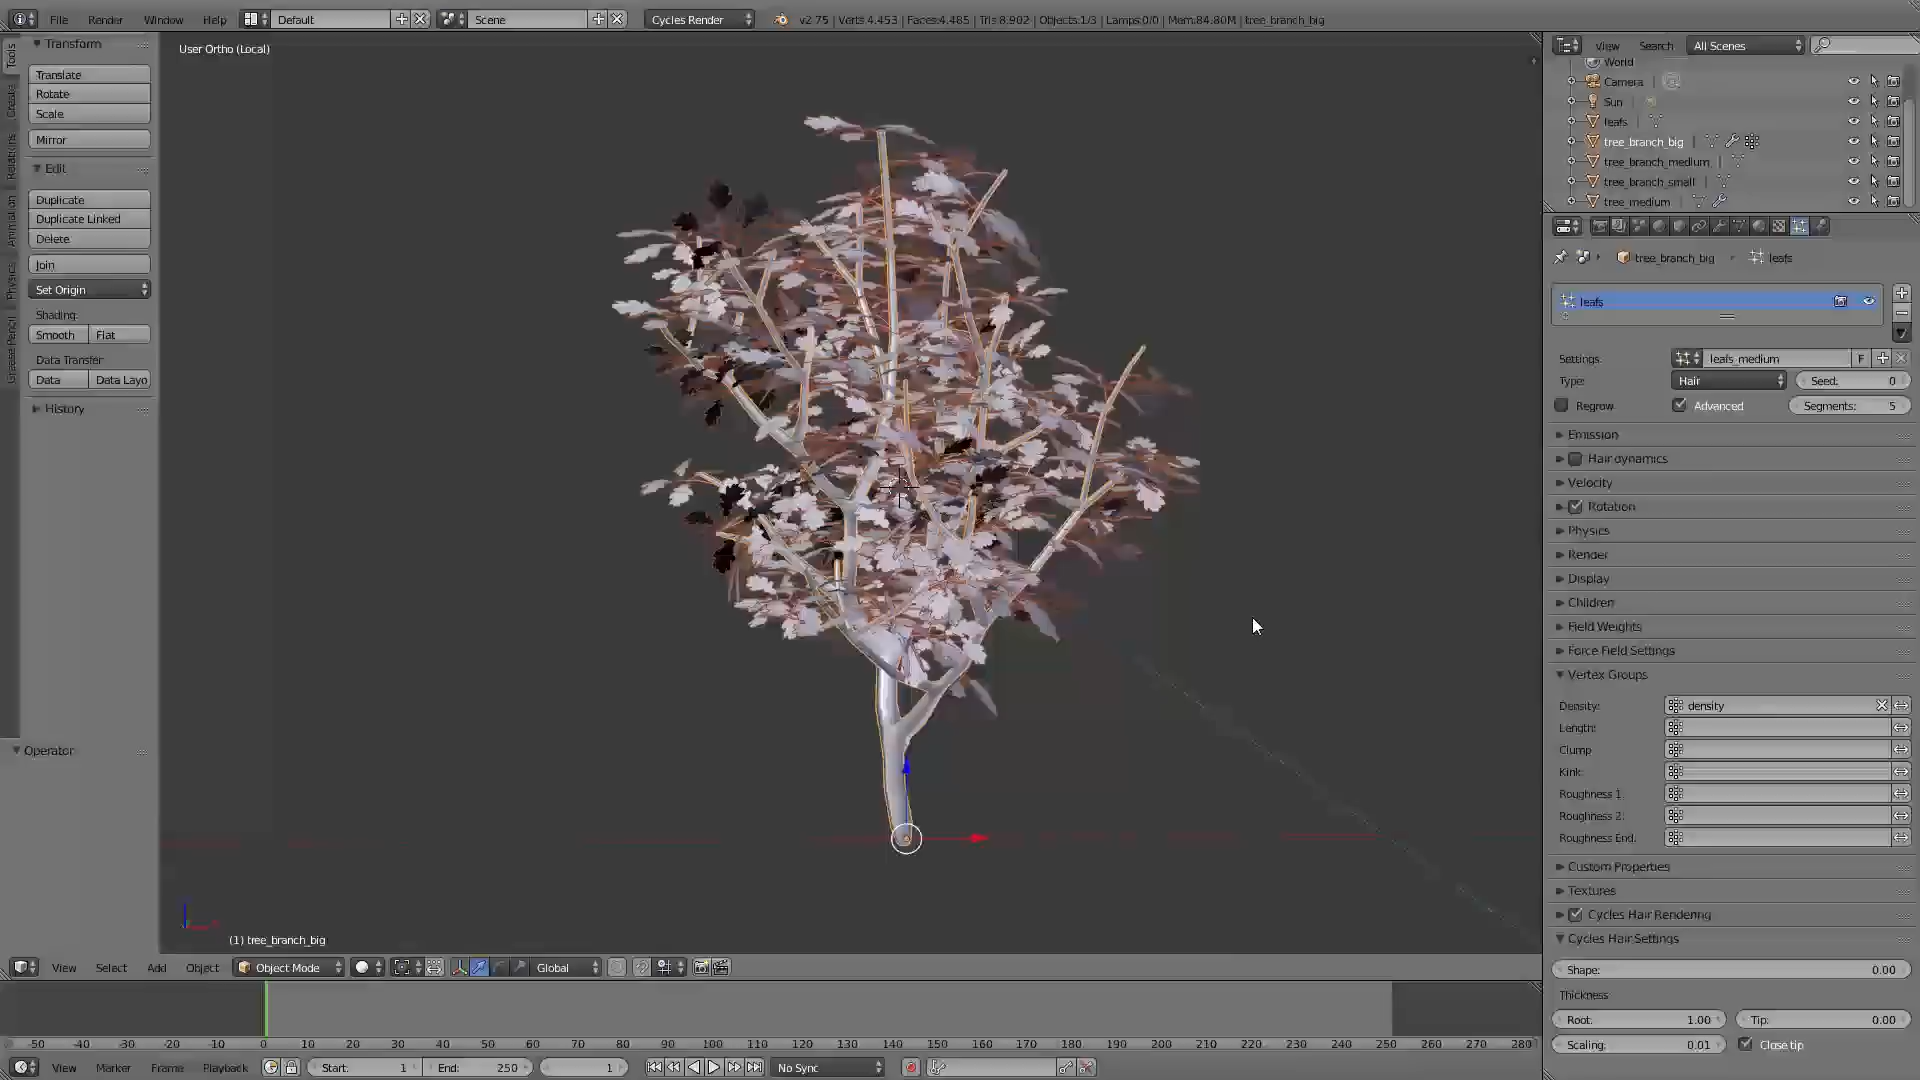 File Render Window Help Default Scene Cycles Render v2.75 | Verts:4.453 | Faces:4.485 | Tris:8.902 | Objects:1/3 | Lamps:0/0 | Mem:84.80M | tree_branch_big
User Ortho (Local)
Tools
Create
Relations
Animation
Physics
Grease Pencil
Transform
Translate
Rotate
Scale
Mirror
Edit
Duplicate
Duplicate Linked
Delete
Join
Set Origin
Shading:
Smooth Flat
Data Transfer
Data Data Layo
History
Operator
View Search All Scenes
World
Camera
Sun
leafs
tree_branch_big
tree_branch_medium
tree_branch_small
tree_medium
tree_branch_big leafs
leafs
Settings: leafs_medium F
Type: Hair Seed: 0
Regrow Advanced Segments: 5
Emission
Hair dynamics
Velocity
Rotation
Physics
Render
Display
Children
Field Weights
Force Field Settings
Vertex Groups
Density: density
Length:
Clump
Kink:
Roughness 1:
Roughness 2:
Roughness End:
Custom Properties
Textures
Cycles Hair Rendering
Cycles Hair Settings
Shape: 0.00
Thickness
Root: 1.00 Tip: 0.00
Scaling: 0.01 Close tip
(1) tree_branch_big
View Select Add Object Object Mode Global
-50 -40 -30 -20 -10 0 10 20 30 40 50 60 70 80 90 100 110 120 130 140 150 160 170 180 190 200 210 220 230 240 250 260 270 280
View Marker Frame Playback Start: 1 End: 250 1 No Sync